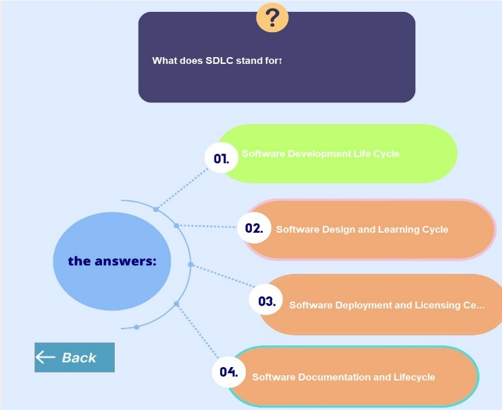 ?
What does SDLC stand for?
01.
Software Development Life Cycle
02.
Software Design and Learning Cycle
the answers:
03.
Software Deployment and Licensing Ce...
Back
04.
Software Documentation and Lifecycle